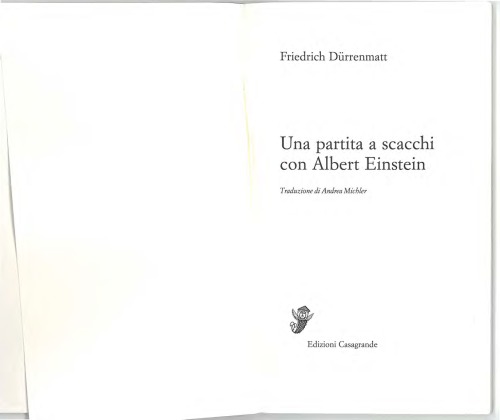 Friedrich Dürrenmatt
Una partita a scacchi
con Albert Einstein
Traduzione di Andrea Michler
Edizioni Casagrande